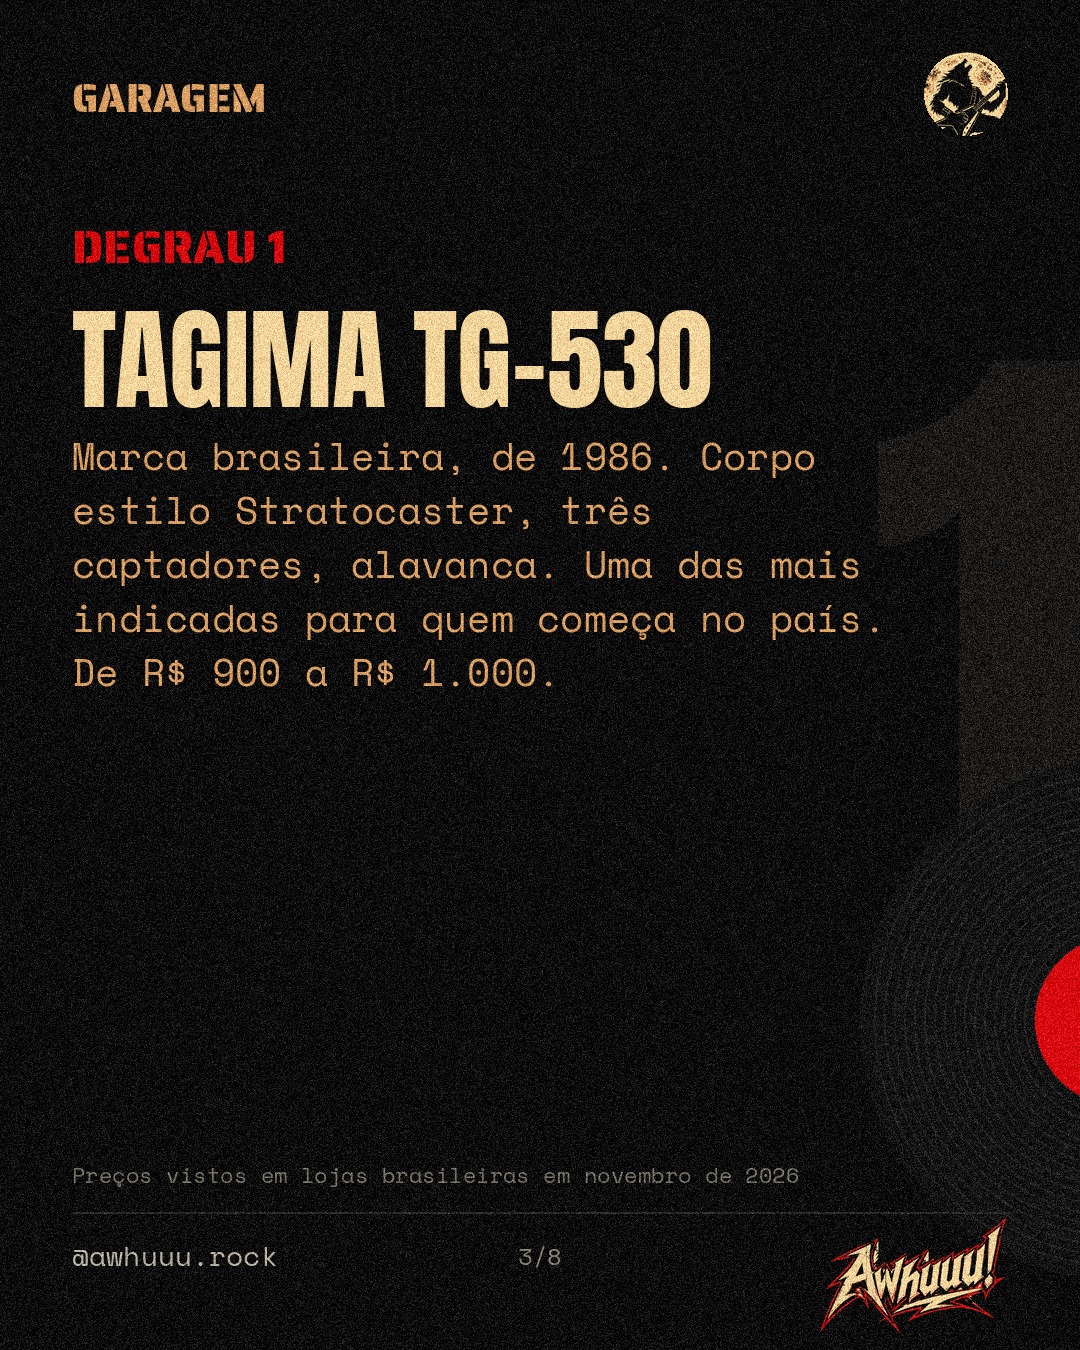 GARAGEM
DEGRAU 1
TAGIMA TG-530
Marca brasileira, de 1986. Corpo
estilo Stratocaster, três
captadores, alavanca. Uma das mais
indicadas para quem começa no país.
De R$ 900 a R$ 1.000.
1
Preços vistos em lojas brasileiras em novembro de 2026
@awhuuu.rock
3/8
Awhuuu!